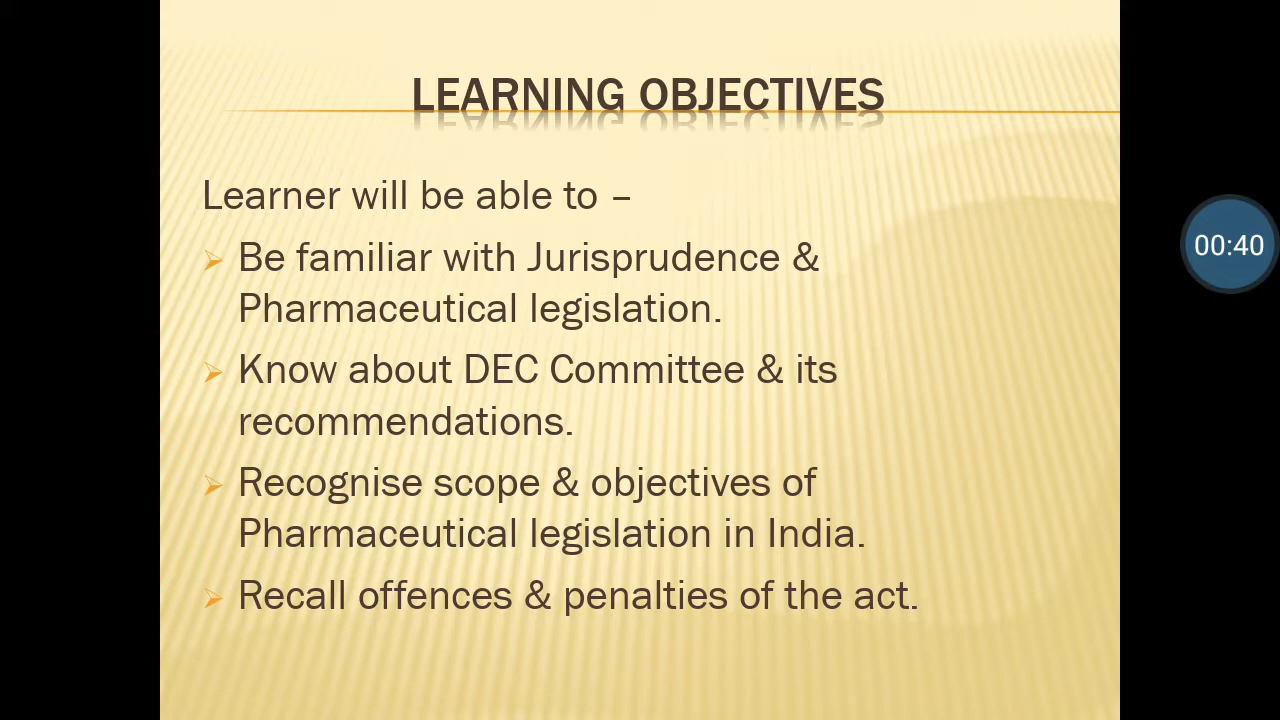 LEARNING OBJECTIVES
Learner will be able to –
Be familiar with Jurisprudence &
Pharmaceutical legislation.
Know about DEC Committee & its
recommendations.
Recognise scope & objectives of
Pharmaceutical legislation in India.
Recall offences & penalties of the act.
00:40